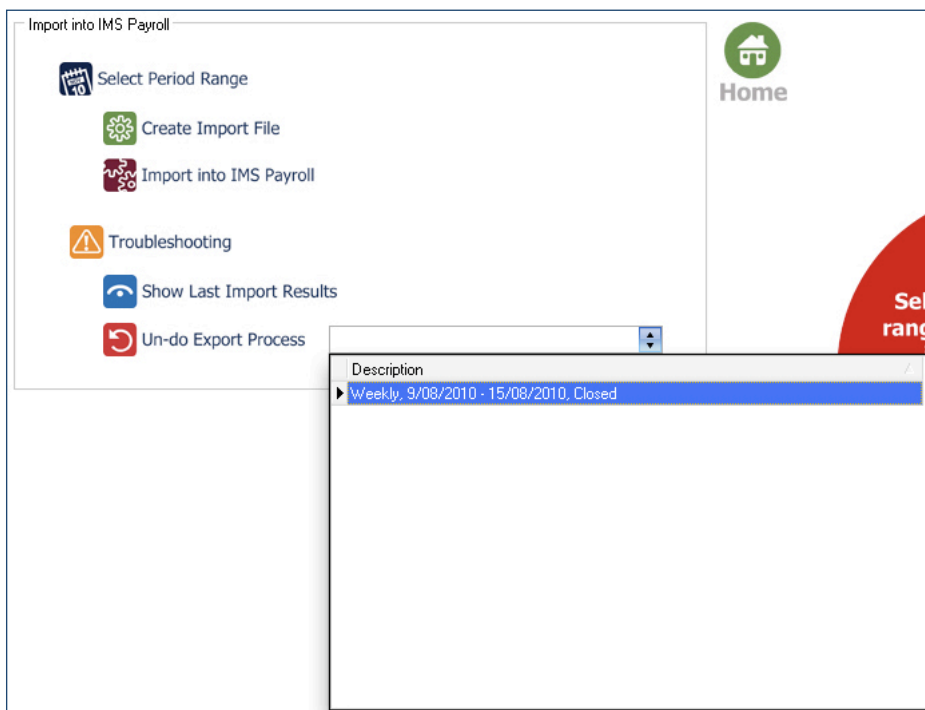 Import into IMS Payroll
Select Period Range
Home
Create Import File
Import into IMS Payroll
Troubleshooting
Show Last Import Results
Un-do Export Process
Description
Weekly, 9/08/2010 - 15/08/2010, Closed